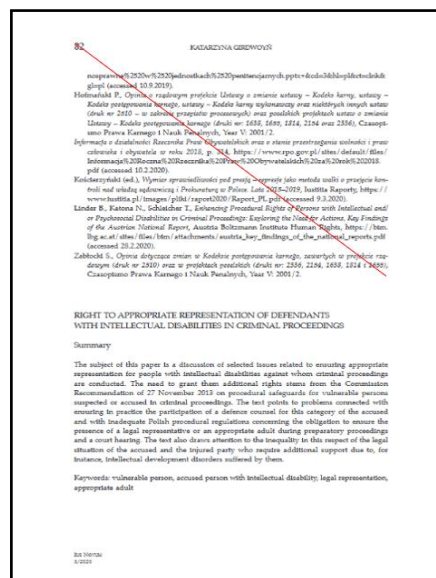 82 KATARZYNA GIRDWOYŃ
nosprawne%2520w%2520jednostkach%2520penitencjarnych.pptx+&cd=3&hl=pl&ct=clnk&
gl=pl (accessed 10.9.2019).
Hofmański P., Opinia o rządowym projekcie Ustawy o zmianie ustawy – Kodeks karny, ustawy –
Kodeks postępowania karnego, ustawy – Kodeks karny wykonawczy oraz niektórych innych ustaw
(druk nr 2510 – w zakresie przepisów procesowych) oraz poselskich projektach ustaw o zmianie
Ustawy – Kodeks postępowania karnego (druki nr: 1638, 1655, 1814, 2154 oraz 2336), Czasopi-
smo Prawa Karnego i Nauk Penalnych, Year V: 2001/2.
Informacja o działalności Rzecznika Praw Obywatelskich oraz o stanie przestrzegania wolności i praw
człowieka i obywatela w roku 2018, p. 314, https://www.rpo.gov.pl/sites/default/files/
Informacja%20Roczna%20Rzecznika%20Praw%20Obywatelskich%20za%20rok%202018.
pdf (accessed 10.2.2020).
Kościerzyński (ed.), Wymiar sprawiedliwości pod presją – represje jako metoda walki o przejęcie kon-
troli nad władzą sądowniczą i Prokuraturą w Polsce. Lata 2015–2019, Iustitia Raporty, https://
www.iustitia.pl/images/pliki/raport2020/Report_PL.pdf (accessed 9.3.2020).
Linder B., Katona N., Schleicher T., Enhancing Procedural Rights of Persons with Intellectual and/
or Psychosocial Disabilities in Criminal Proceedings: Exploring the Need for Actions, Key Findings
of the Austrian National Report, Austria Boltzmann Institute Human Rights, https://bim.
lbg.ac.at/sites/files/bim/attachments/austria_key_findings_of_the_national_reports.pdf
(accessed 28.2.2020).
Zabłocki S., Opinia dotycząca zmian w Kodeksie postępowania karnego, zawartych w projekcie rzą-
dowym (druk nr 2510) oraz w projektach poselskich (druk nr: 2336, 2154, 1638, 1814 i 1655),
Czasopismo Prawa Karnego i Nauk Penalnych, Year V: 2001/2.
RIGHT TO APPROPRIATE REPRESENTATION OF DEFENDANTS
WITH INTELLECTUAL DISABILITIES IN CRIMINAL PROCEEDINGS
Summary
The subject of this paper is a discussion of selected issues related to ensuring appropriate
representation for people with intellectual disabilities against whom criminal proceedings
are conducted. The need to grant them additional rights stems from the Commission
Recommendation of 27 November 2013 on procedural safeguards for vulnerable persons
suspected or accused in criminal proceedings. The text points to problems connected with
ensuring in practice the participation of a defence counsel for this category of the accused
and with inadequate Polish procedural regulations concerning the obligation to ensure the
presence of a legal representative or an appropriate adult during preparatory proceedings
and a court hearing. The text also draws attention to the inequality in this respect of the legal
situation of the accused and the injured party who require additional support due to, for
instance, intellectual development disorders suffered by them.
Keywords: vulnerable person, accused person with intellectual disability, legal representation,
appropriate adult
Ius Novum
3/2020